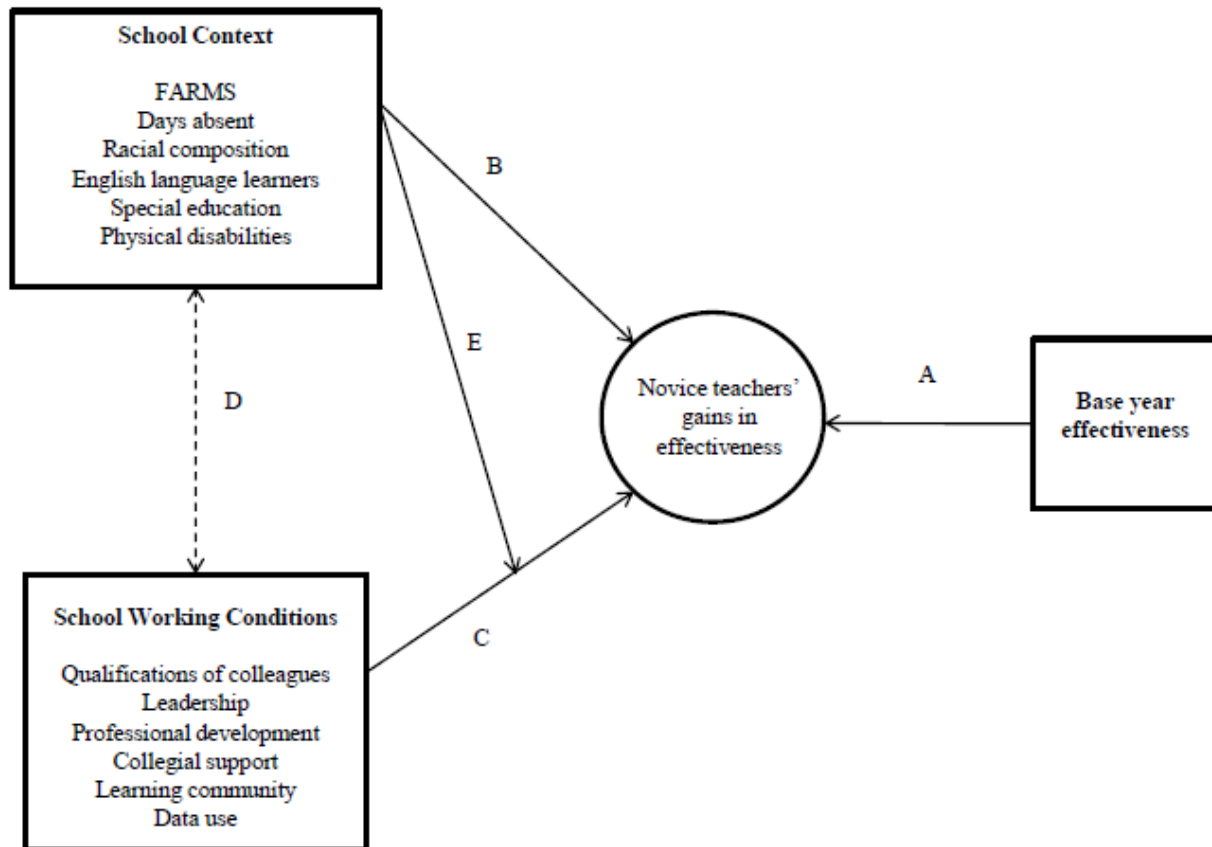 School Context
FARMS
Days absent
Racial composition
English language learners
Special education
Physical disabilities
B
E
D
A
Novice teachers’
gains in
effectiveness
Base year
effectiveness
School Working Conditions
Qualifications of colleagues
Leadership
Professional development
Collegial support
Learning community
Data use
C